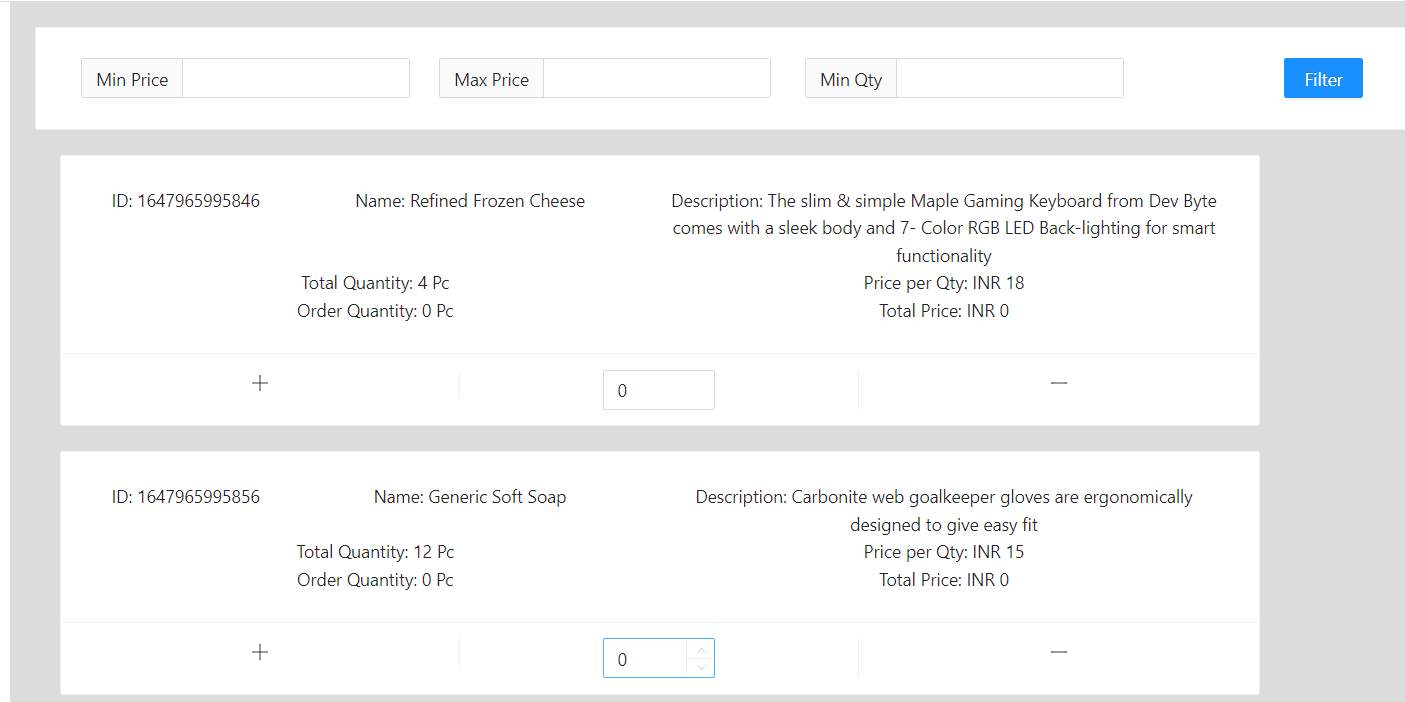 Min Price
Max Price
Min Qty
Filter
ID: 1647965995846
Name: Refined Frozen Cheese
Description: The slim & simple Maple Gaming Keyboard from Dev Byte
comes with a sleek body and 7- Color RGB LED Back-lighting for smart
functionality
Total Quantity: 4 Pc
Price per Qty: INR 18
Order Quantity: 0 Pc
Total Price: INR 0
0
ID: 1647965995856
Name: Generic Soft Soap
Description: Carbonite web goalkeeper gloves are ergonomically
designed to give easy fit
Total Quantity: 12 Pc
Price per Qty: INR 15
Order Quantity: 0 Pc
Total Price: INR 0
0